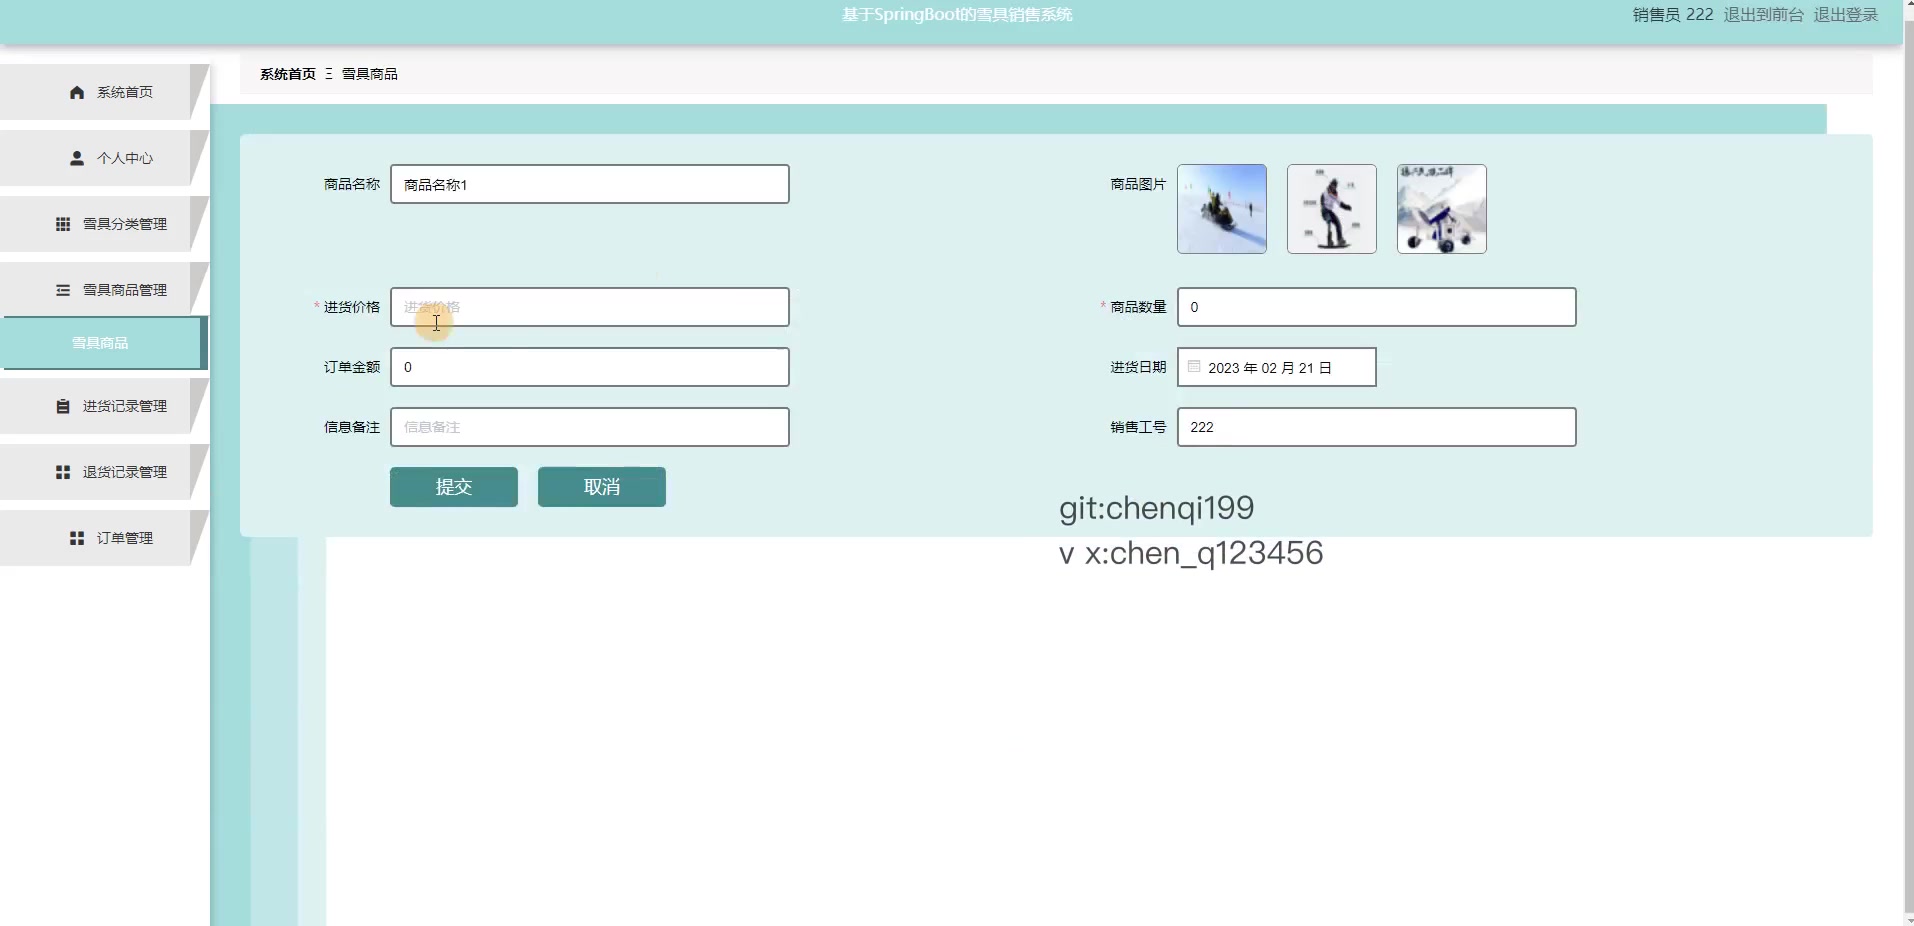 基于SpringBoot的雪具销售系统
销售员 222 退出到前台 退出登录
系统首页 Ξ 雪具商品
系统首页
个人中心
雪具分类管理
雪具商品管理
雪具商品
进货记录管理
退货记录管理
订单管理
商品名称 商品名称1
商品图片
* 进货价格 进货价格
* 商品数量 0
订单金额 0
进货日期 2023 年 02 月 21 日
信息备注 信息备注
销售工号 222
提交 取消
git:chenqi199
v x:chen_q123456